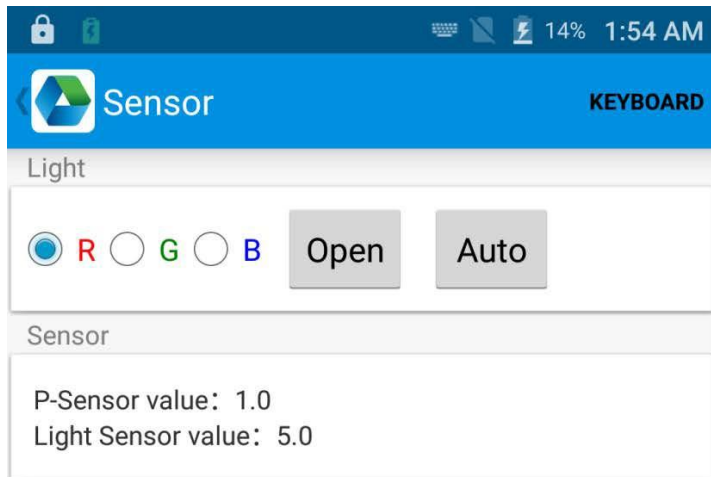 14% 1:54 AM
Sensor KEYBOARD
Light
R G B Open Auto
Sensor
P-Sensor value：1.0
Light Sensor value：5.0